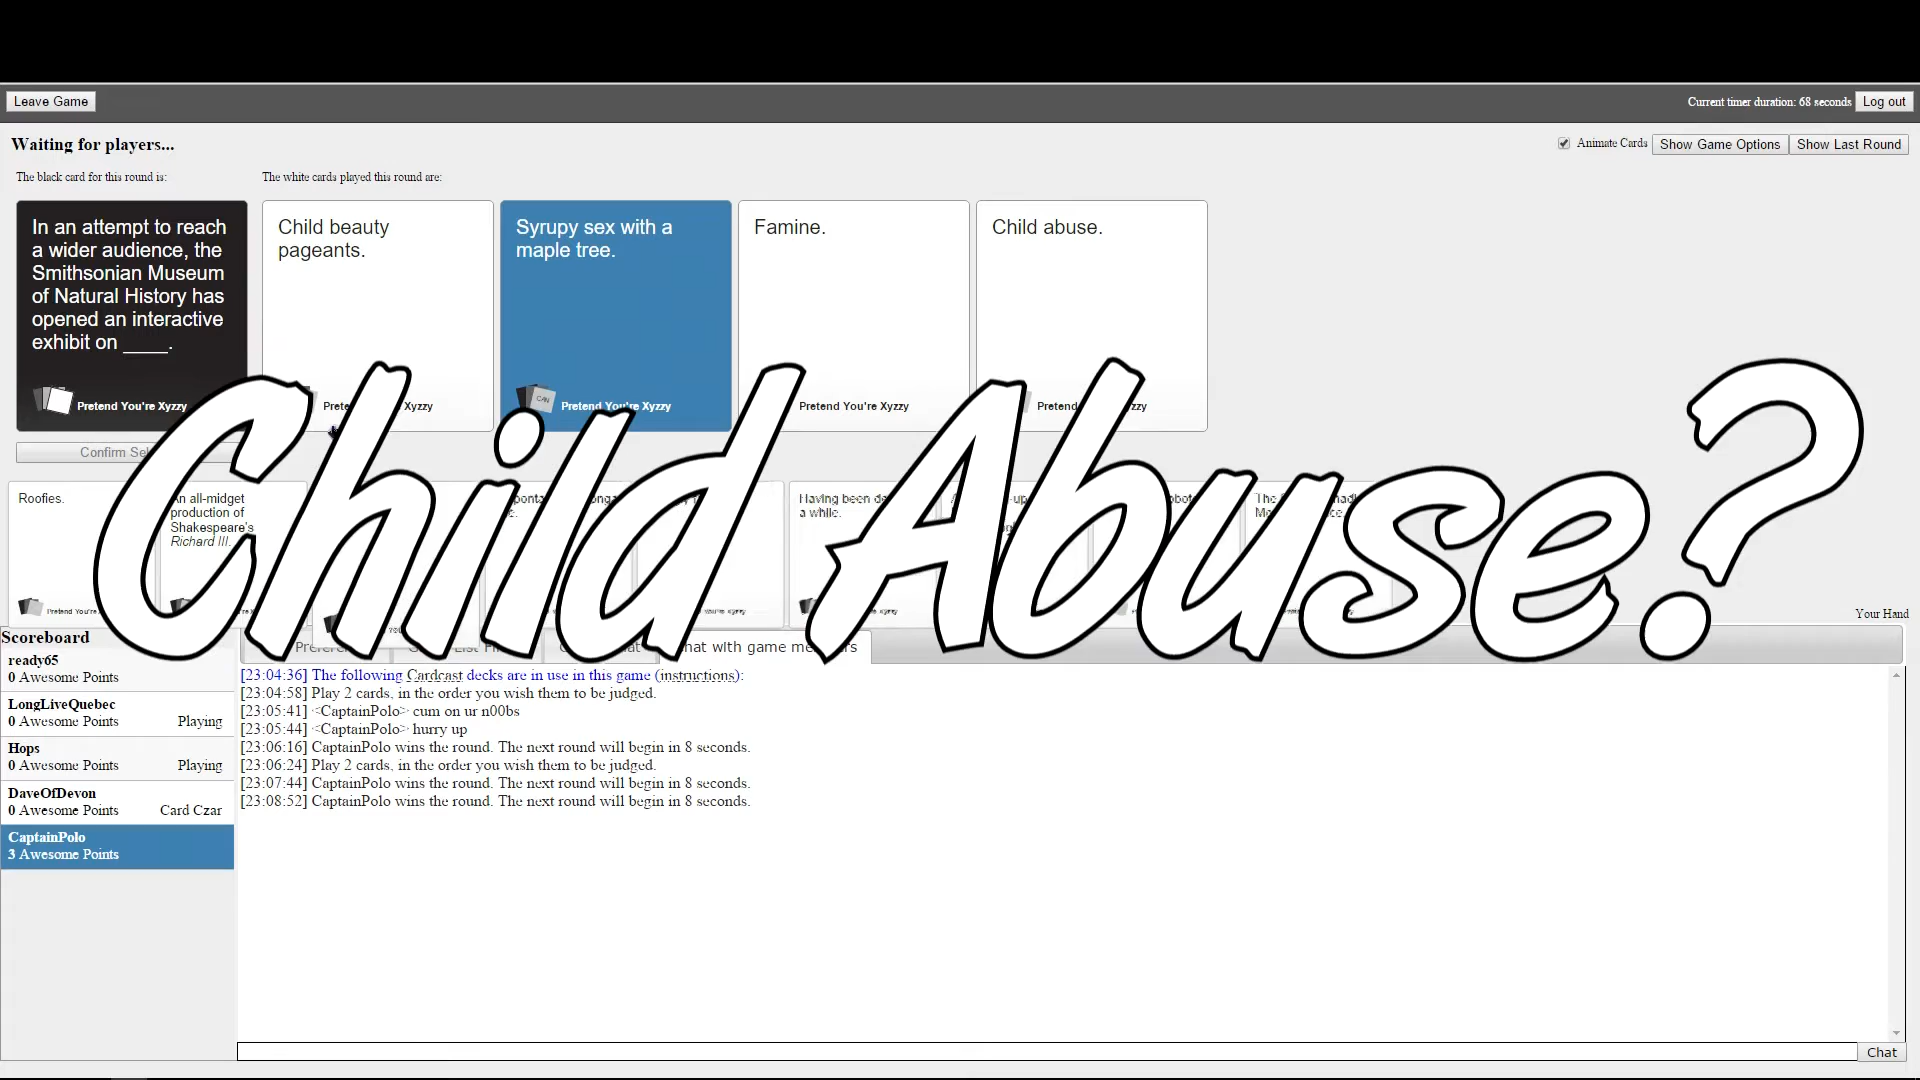 Leave Game
Current timer duration: 68 seconds
Log out
Waiting for players...
Animate Cards
Show Game Options
Show Last Round
The black card for this round is:
The white cards played this round are:
In an attempt to reach
a wider audience, the
Smithsonian Museum
of Natural History has
opened an interactive
exhibit on ____.
Pretend You're Xyzzy
Child beauty
pageants.
Syrupy sex with a
maple tree.
Pretend You're Xyzzy
Famine.
Pretend You're Xyzzy
Child abuse.
Child Abuse?
Roofies.
An all-midget
production of
Shakespeare's
Richard III.
Having been
a while.
Your Hand
Scoreboard
ready65
0 Awesome Points
LongLiveQuebec
0 Awesome Points
Playing
Hops
0 Awesome Points
Playing
DaveOfDevon
0 Awesome Points
Card Czar
CaptainPolo
3 Awesome Points
[23:04:36] The following Cardcast decks are in use in this game (instructions):
[23:04:58] Play 2 cards, in the order you wish them to be judged.
[23:05:41] <CaptainPolo> cum on ur n00bs
[23:05:44] <CaptainPolo> hurry up
[23:06:16] CaptainPolo wins the round. The next round will begin in 8 seconds.
[23:06:24] Play 2 cards, in the order you wish them to be judged.
[23:07:44] CaptainPolo wins the round. The next round will begin in 8 seconds.
[23:08:52] CaptainPolo wins the round. The next round will begin in 8 seconds.
Chat